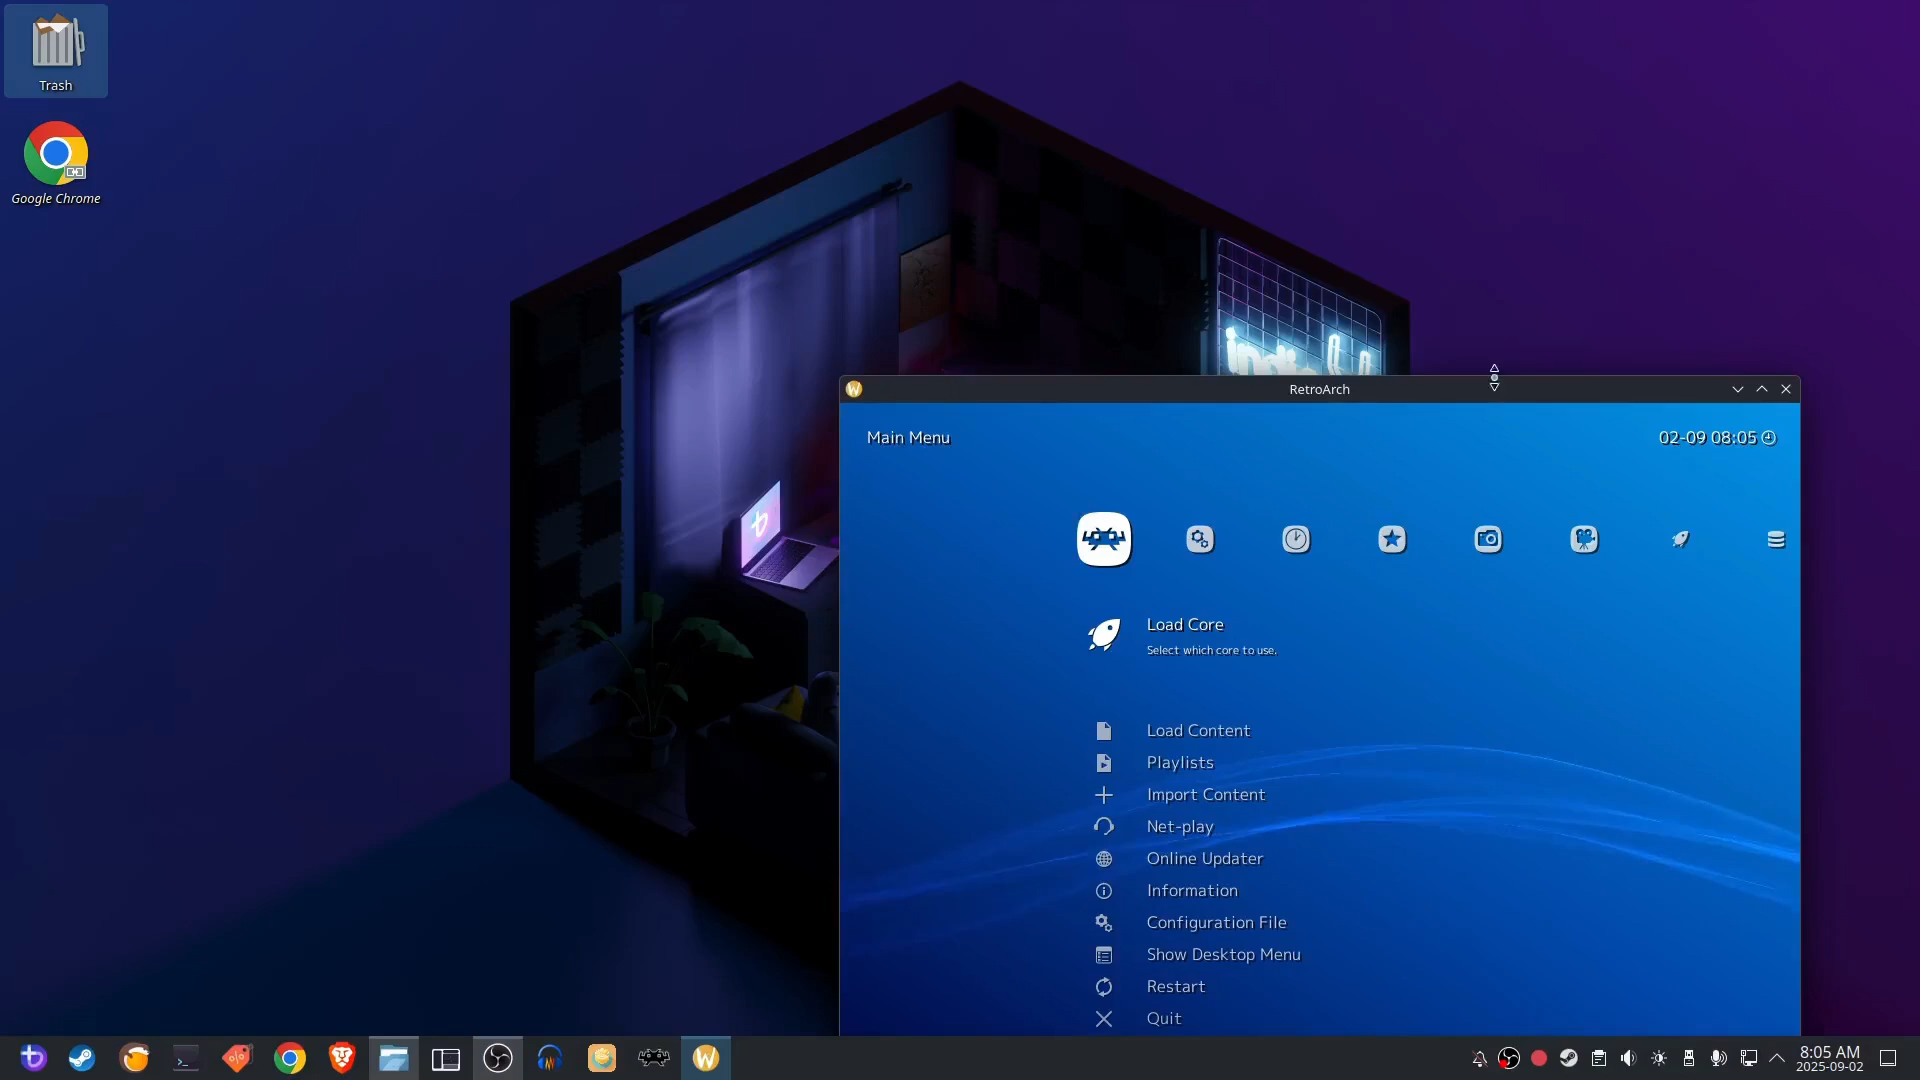 Trash
Google Chrome
RetroArch
Main Menu
02-09 08:05
Load Core
Select which core to use.
Load Content
Playlists
Import Content
Net-play
Online Updater
Information
Configuration File
Show Desktop Menu
Restart
Quit
8:05 AM
2025-09-02